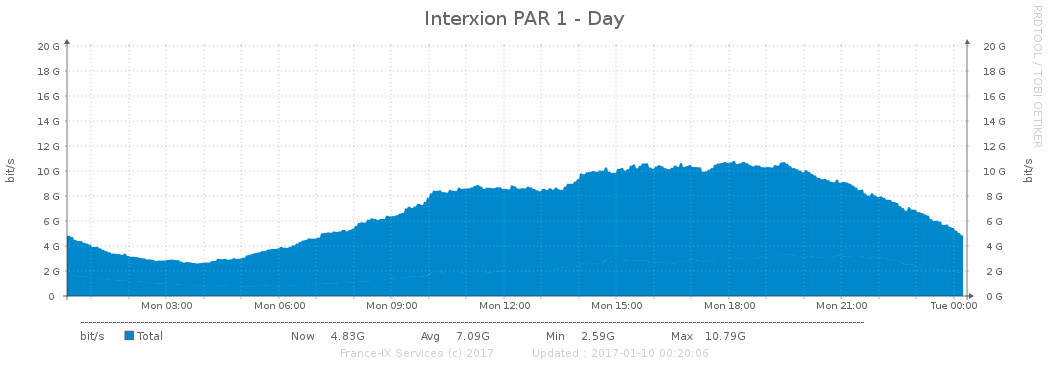 Interxion PAR 1 - Day
RRDTOOL / TOBI OETIKER
bit/s
bit/s
20 G 20 G
18 G 18 G
16 G 16 G
14 G 14 G
12 G 12 G
10 G 10 G
8 G 8 G
6 G 6 G
4 G 4 G
2 G 2 G
0 0 G
Mon 03:00 Mon 06:00 Mon 09:00 Mon 12:00 Mon 15:00 Mon 18:00 Mon 21:00 Tue 00:00
bit/s Total Now 4.83G Avg 7.09G Min 2.59G Max 10.79G
France-IX Services (c) 2017 Updated : 2017-01-10 00:20:06